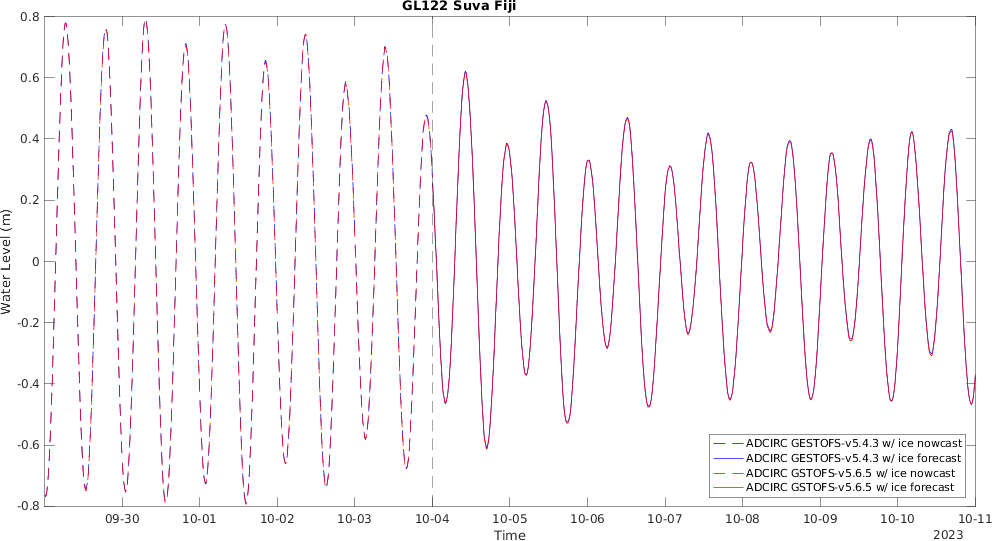 GL122 Suva Fiji
0.8
0.6
0.4
0.2
0
-0.2
-0.4
-0.6
-0.8
Water Level (m)
09-30 10-01 10-02 10-03 10-04 10-05 10-06 10-07 10-08 10-09 10-10 10-11
Time
2023
ADCIRC GESTOFS-v5.4.3 w/ ice nowcast
ADCIRC GESTOFS-v5.4.3 w/ ice forecast
ADCIRC GSTOFS-v5.6.5 w/ ice nowcast
ADCIRC GSTOFS-v5.6.5 w/ ice forecast